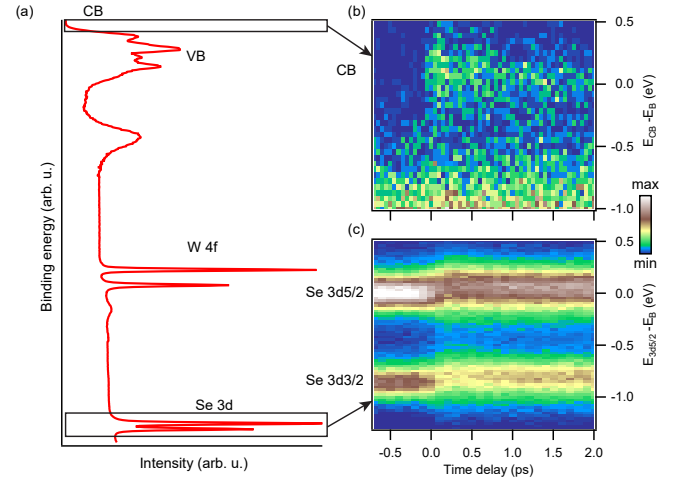 (a)
CB
VB
W 4f
Se 3d
Binding energy (arb. u.)
Intensity (arb. u.)
(b)
CB
0.5
0.0
-0.5
-1.0
E_CB -E_B (eV)
max
min
(c)
Se 3d5/2
Se 3d3/2
0.5
0.0
-0.5
-1.0
E_3d5/2 -E_B (eV)
-0.5 0.0 0.5 1.0 1.5 2.0
Time delay (ps)